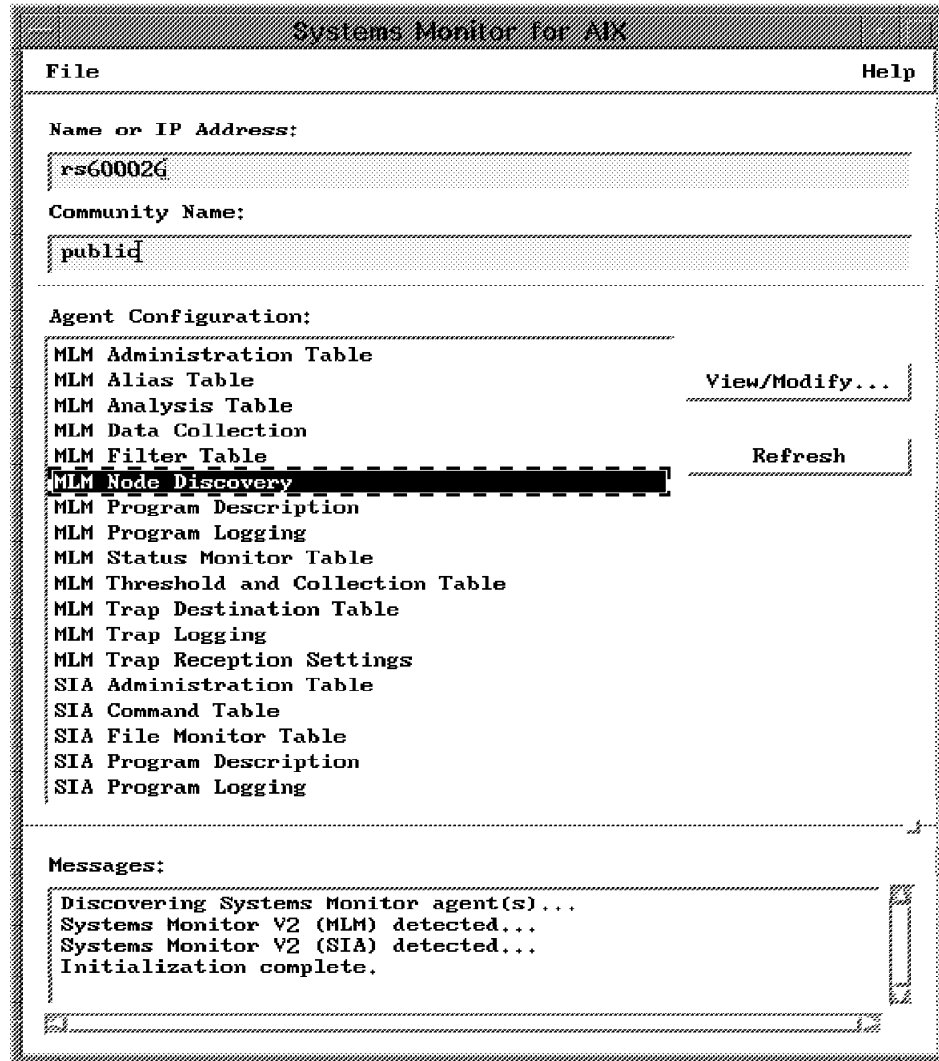 Systems Monitor for AIX
File Help
Name or IP Address:
rs600026
Community Name:
public
Agent Configuration:
MLM Administration Table
MLM Alias Table
View/Modify...
MLM Analysis Table
MLM Data Collection
MLM Filter Table
Refresh
MLM Node Discovery
MLM Program Description
MLM Program Logging
MLM Status Monitor Table
MLM Threshold and Collection Table
MLM Trap Destination Table
MLM Trap Logging
MLM Trap Reception Settings
SIA Administration Table
SIA Command Table
SIA File Monitor Table
SIA Program Description
SIA Program Logging
Messages:
Discovering Systems Monitor agent(s)...
Systems Monitor V2 (MLM) detected...
Systems Monitor V2 (SIA) detected...
Initialization complete.